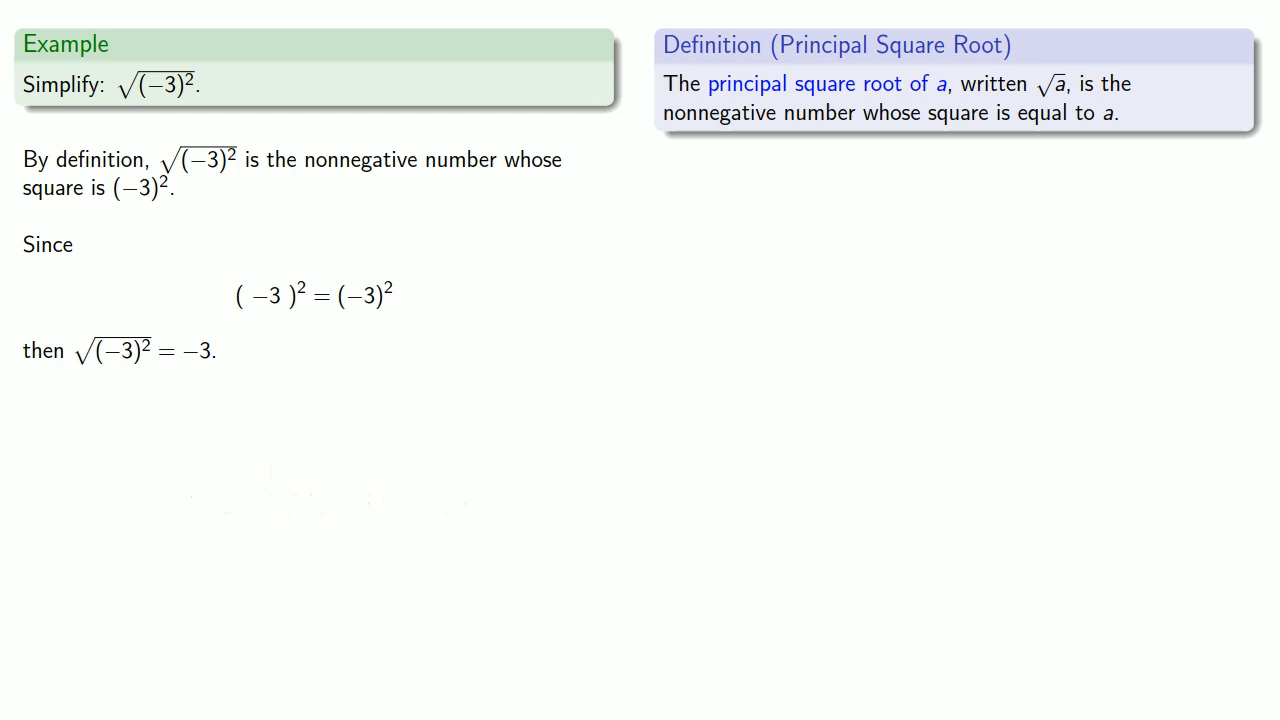 Example
Simplify: √(−3)².
By definition, √(−3)² is the nonnegative number whose
square is (−3)².
Since
( −3 )² = (−3)²
then √(−3)² = −3.
Definition (Principal Square Root)
The principal square root of a, written √a, is the
nonnegative number whose square is equal to a.